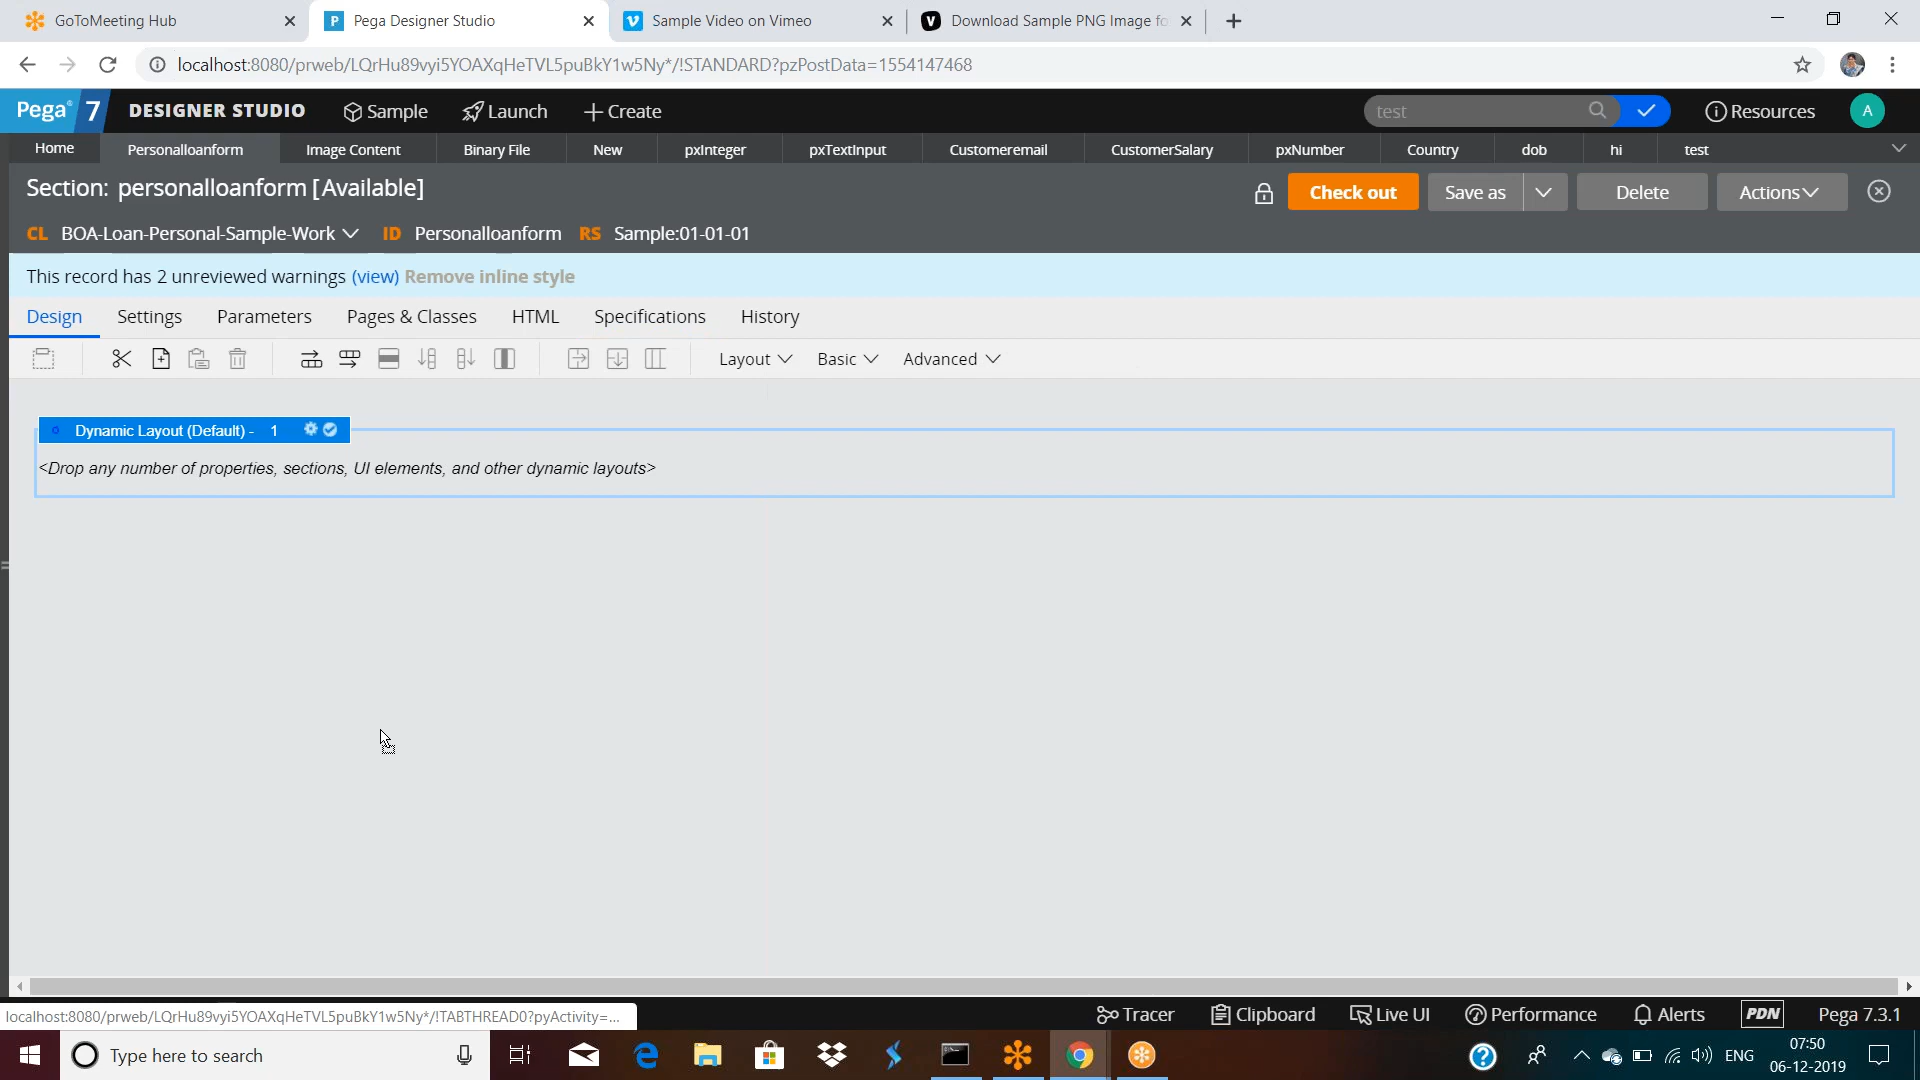 GoToMeeting Hub
Pega Designer Studio
Sample Video on Vimeo
Download Sample PNG Image fo
localhost:8080/prweb/LQrHu89vyi5YOAXqHeTVL5puBkY1w5Ny*/!STANDARD?pzPostData=1554147468
Pega 7 DESIGNER STUDIO Sample Launch Create test Resources A
Home Personalloanform Image Content Binary File New pxInteger pxTextInput Customeremail CustomerSalary pxNumber Country dob hi test
Section: personalloanform [Available]
Check out Save as Delete Actions
CL BOA-Loan-Personal-Sample-Work ID Personalloanform RS Sample:01-01-01
This record has 2 unreviewed warnings (view) Remove inline style
Design Settings Parameters Pages & Classes HTML Specifications History
Layout Basic Advanced
Dynamic Layout (Default) - 1
<Drop any number of properties, sections, UI elements, and other dynamic layouts>
localhost:8080/prweb/LQrHu89vyi5YOAXqHeTVL5puBkY1w5Ny*/!TABTHREAD0?pyActivity=...
Tracer Clipboard Live UI Performance Alerts PDN Pega 7.3.1
Type here to search
ENG
07:50
06-12-2019